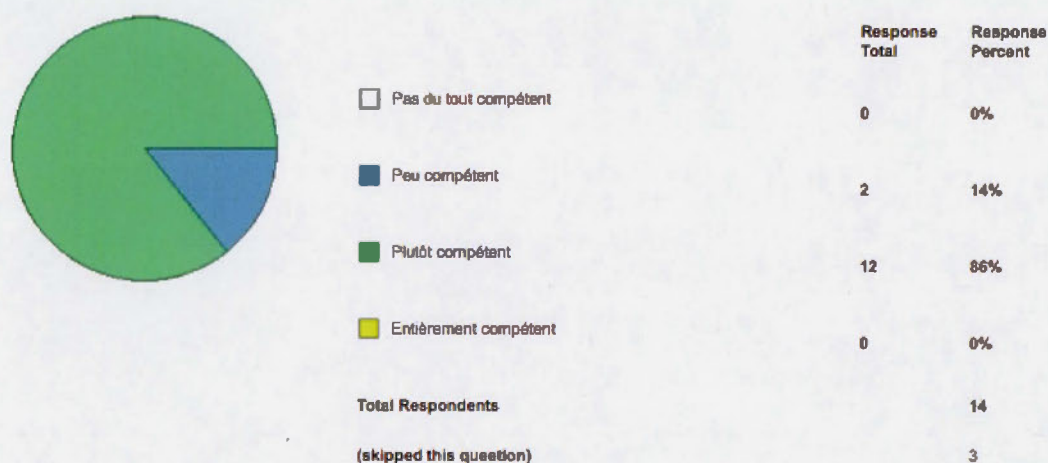 Response Total Response Percent
Pas du tout compétent 0 0%
Peu compétent 2 14%
Plutôt compétent 12 86%
Entièrement compétent 0 0%
Total Respondents 14
(skipped this question) 3